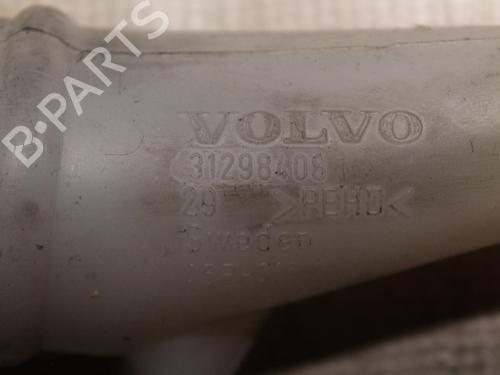 B-PARTS
VOLVO
31298408
29 >PEHD<
Sweden